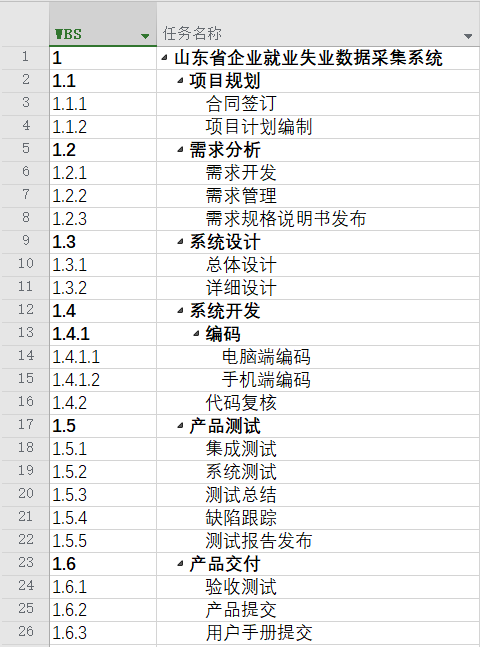 WBS 任务名称
1 1 山东省企业就业失业数据采集系统
2 1.1 项目规划
3 1.1.1 合同签订
4 1.1.2 项目计划编制
5 1.2 需求分析
6 1.2.1 需求开发
7 1.2.2 需求管理
8 1.2.3 需求规格说明书发布
9 1.3 系统设计
10 1.3.1 总体设计
11 1.3.2 详细设计
12 1.4 系统开发
13 1.4.1 编码
14 1.4.1.1 电脑端编码
15 1.4.1.2 手机端编码
16 1.4.2 代码复核
17 1.5 产品测试
18 1.5.1 集成测试
19 1.5.2 系统测试
20 1.5.3 测试总结
21 1.5.4 缺陷跟踪
22 1.5.5 测试报告发布
23 1.6 产品交付
24 1.6.1 验收测试
25 1.6.2 产品提交
26 1.6.3 用户手册提交